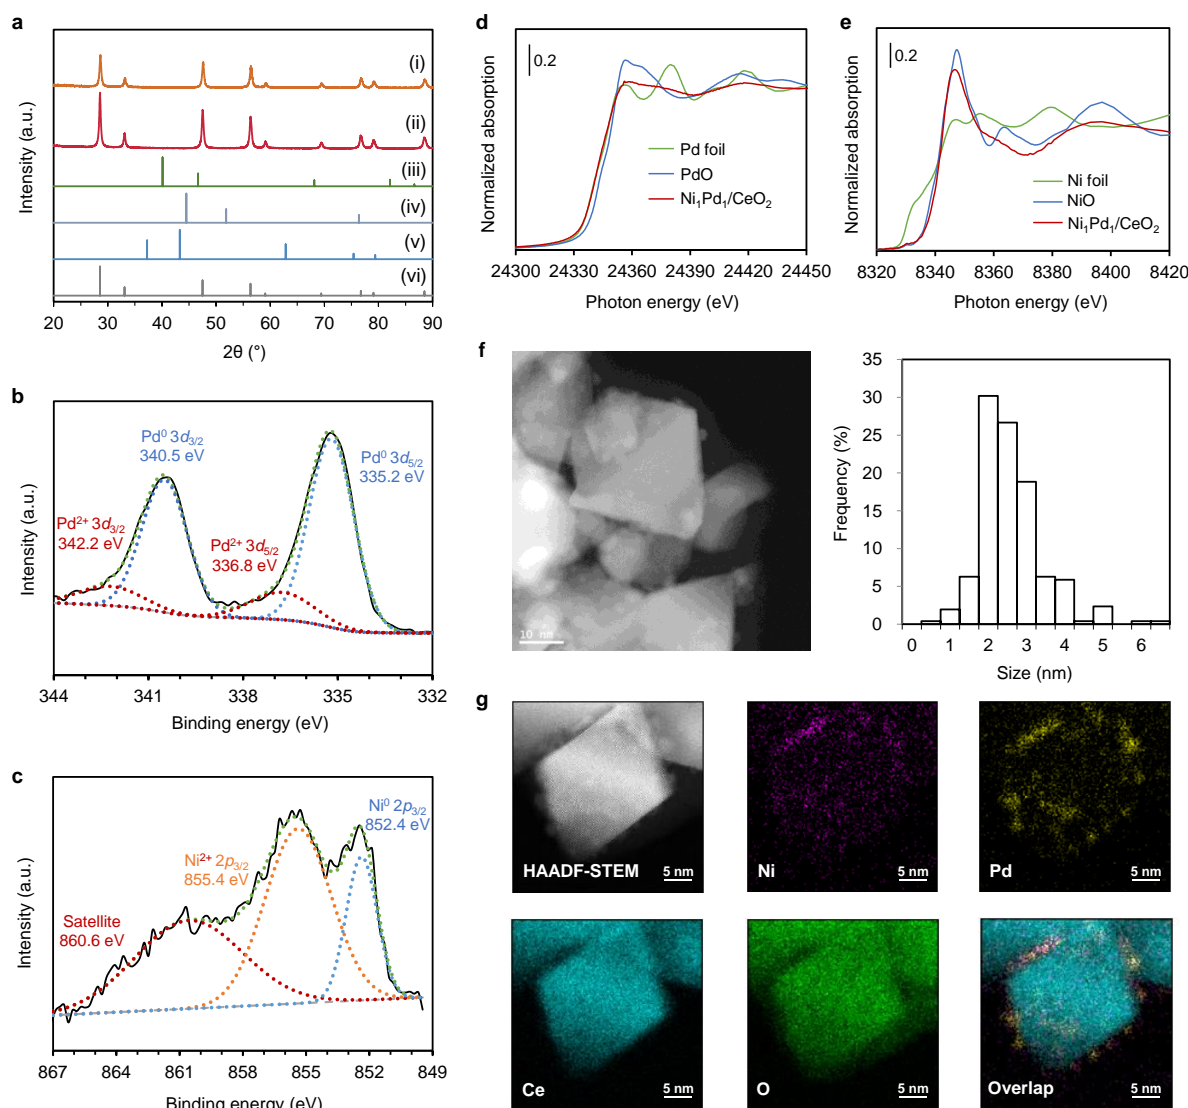 a
Intensity (a.u.)
(i)
(ii)
(iii)
(iv)
(v)
(vi)
20 30 40 50 60 70 80 90
2θ (°)
b
Intensity (a.u.)
Pd⁰ 3d₃/₂
340.5 eV
Pd⁰ 3d₅/₂
335.2 eV
Pd²⁺ 3d₃/₂
342.2 eV
Pd²⁺ 3d₅/₂
336.8 eV
344 341 338 335 332
Binding energy (eV)
c
Intensity (a.u.)
Ni⁰ 2p₃/₂
852.4 eV
Ni²⁺ 2p₃/₂
855.4 eV
Satellite
860.6 eV
867 864 861 858 855 852 849
Binding energy (eV)
d
0.2
Normalized absorption
Pd foil
PdO
Ni₁Pd₁/CeO₂
24300 24330 24360 24390 24420 24450
Photon energy (eV)
e
0.2
Normalized absorption
Ni foil
NiO
Ni₁Pd₁/CeO₂
8320 8340 8360 8380 8400 8420
Photon energy (eV)
f
10 nm
Frequency (%)
35
30
25
20
15
10
5
0
0 1 2 3 4 5 6
Size (nm)
g
HAADF-STEM 5 nm
Ni 5 nm
Pd 5 nm
Ce 5 nm
O 5 nm
Overlap 5 nm